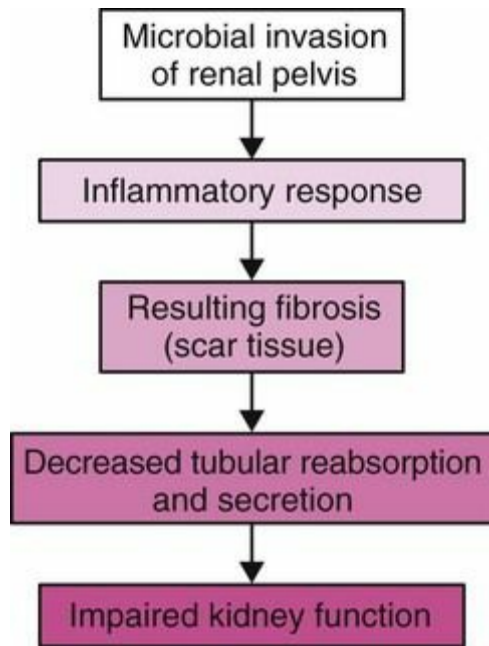 Microbial invasion
of renal pelvis
Inflammatory response
Resulting fibrosis
(scar tissue)
Decreased tubular reabsorption
and secretion
Impaired kidney function